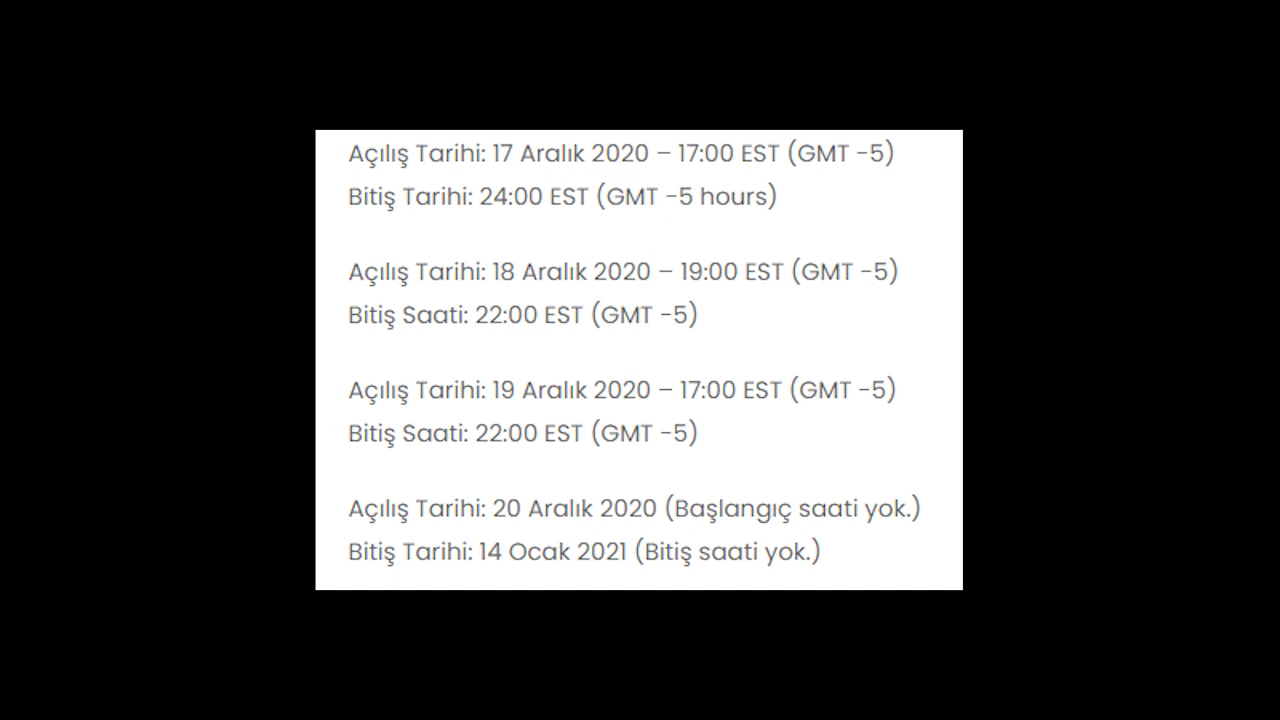 Açılış Tarihi: 17 Aralık 2020 – 17:00 EST (GMT -5)
Bitiş Tarihi: 24:00 EST (GMT -5 hours)
Açılış Tarihi: 18 Aralık 2020 – 19:00 EST (GMT -5)
Bitiş Saati: 22:00 EST (GMT -5)
Açılış Tarihi: 19 Aralık 2020 – 17:00 EST (GMT -5)
Bitiş Saati: 22:00 EST (GMT -5)
Açılış Tarihi: 20 Aralık 2020 (Başlangıç saati yok.)
Bitiş Tarihi: 14 Ocak 2021 (Bitiş saati yok.)